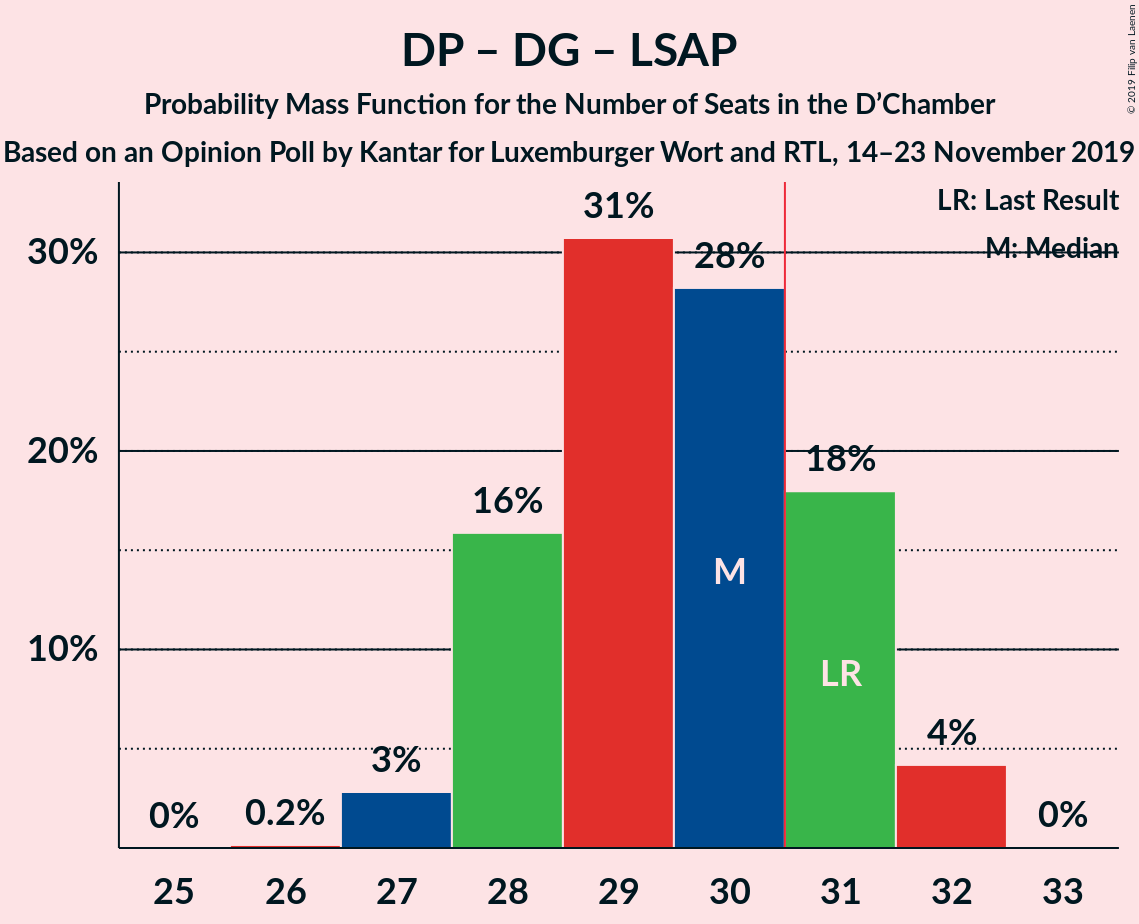 DP – DG – LSAP
Probability Mass Function for the Number of Seats in the D’Chamber
Based on an Opinion Poll by Kantar for Luxemburger Wort and RTL, 14–23 November 2019
© 2019 Filip van Laenen
LR: Last Result
M: Median
30%
20%
10%
0%
0.2%
3%
16%
31%
28%
18%
4%
0%
M
LR
25
26
27
28
29
30
31
32
33